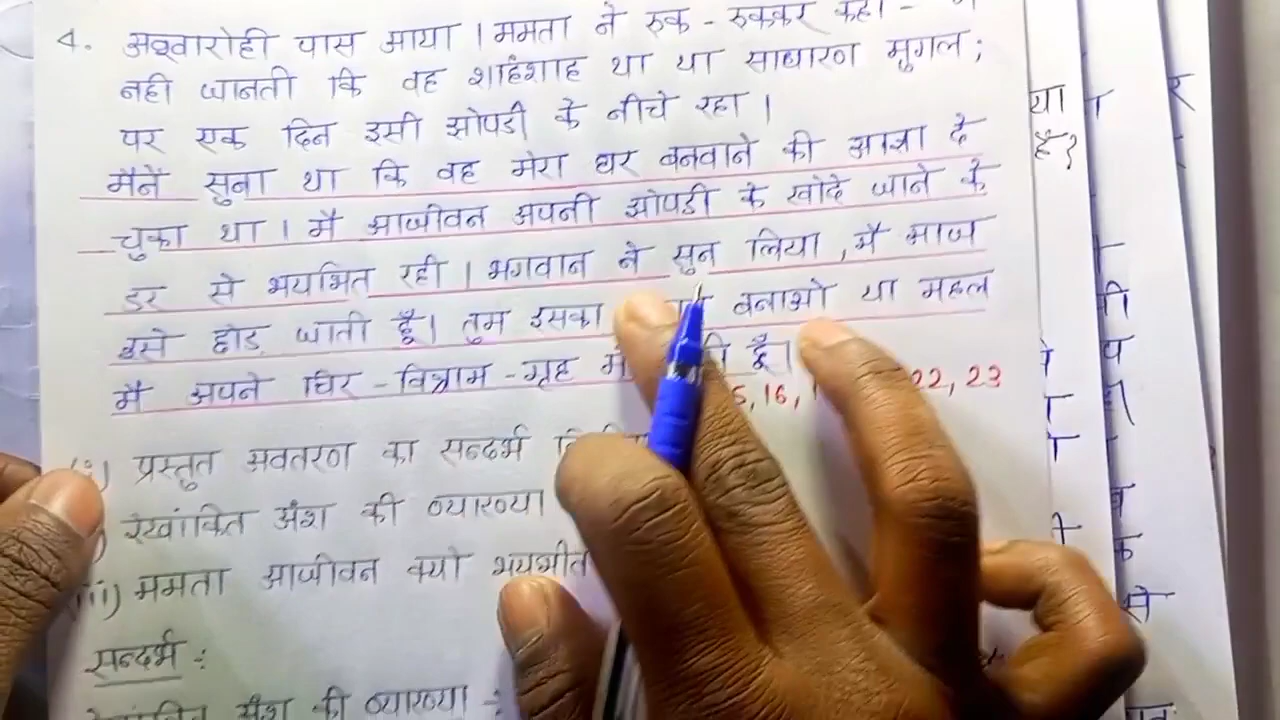 4. अश्वारोही पास आया । ममता ने रुक - रुककर कहा -
नही जानती कि वह शाहंशाह था या साधारण मुगल ;
पर एक दिन इसी झोपडी के नीचे रहा ।
मैने सुना था कि वह मेरा घर बनवाने की आज्ञा दे
चुका था । मै आजीवन अपनी झोपडी के खोदे जाने के
डर से भयभित रही । भगवान ने सुन लिया , मै आज
इसे छोड़ जाती हूँ। तुम इसका बनाओ या महल
मै अपने चिर - विश्राम - गृह हूँ।
16, 22, 23
(i) प्रस्तुत अवतरण का सन्दर्भ
रेखांकित अंश की व्याख्या
(iii) ममता आजीवन क्यो भयभीत
सन्दर्भ :
रेखांकित अंश की व्याख्या :
या
है?